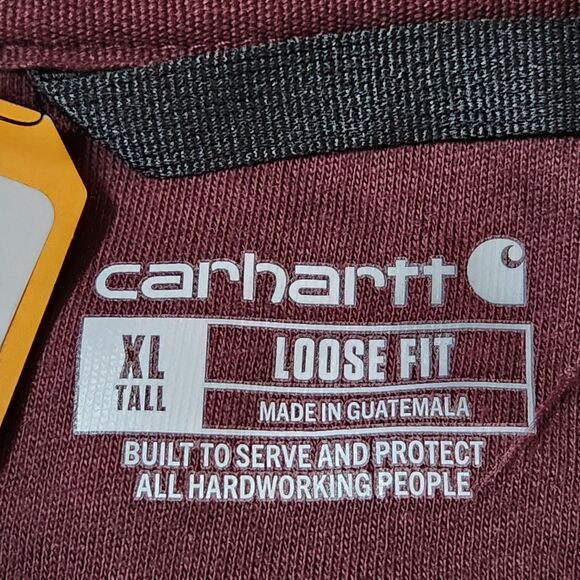 carhartt
XL
TALL
LOOSE FIT
MADE IN GUATEMALA
BUILT TO SERVE AND PROTECT
ALL HARDWORKING PEOPLE